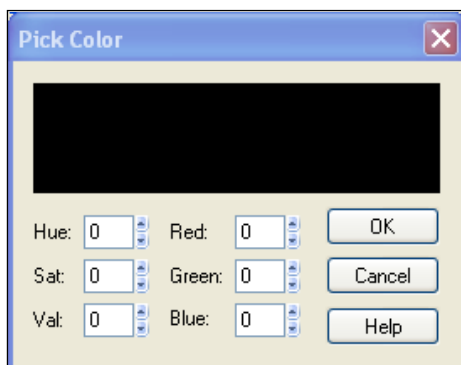 Pick Color
Hue: 0 Red: 0 OK
Sat: 0 Green: 0 Cancel
Val: 0 Blue: 0 Help